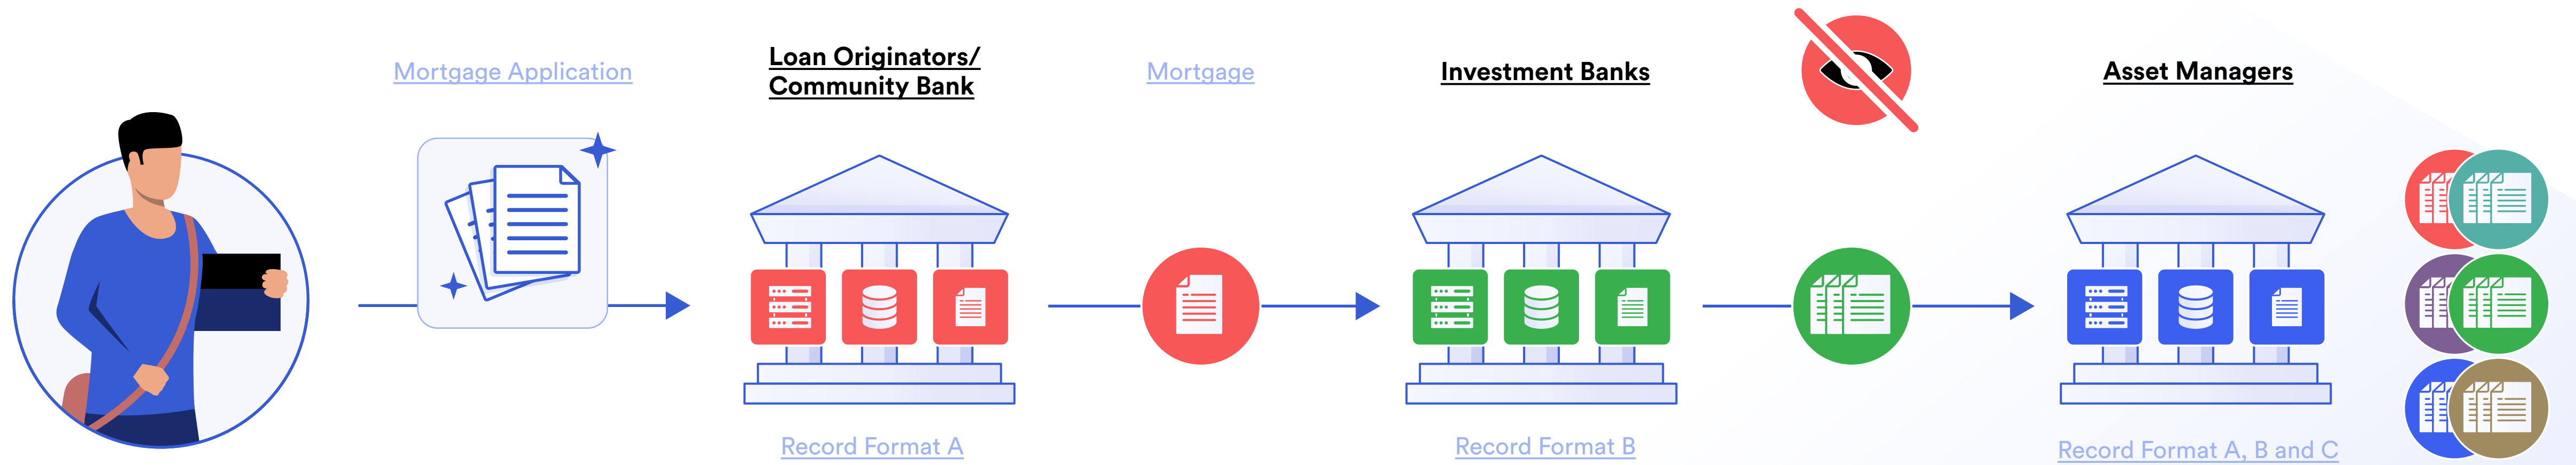 Mortgage Application
Loan Originators/
Community Bank
Mortgage
Investment Banks
Asset Managers
Record Format A
Record Format B
Record Format A, B and C